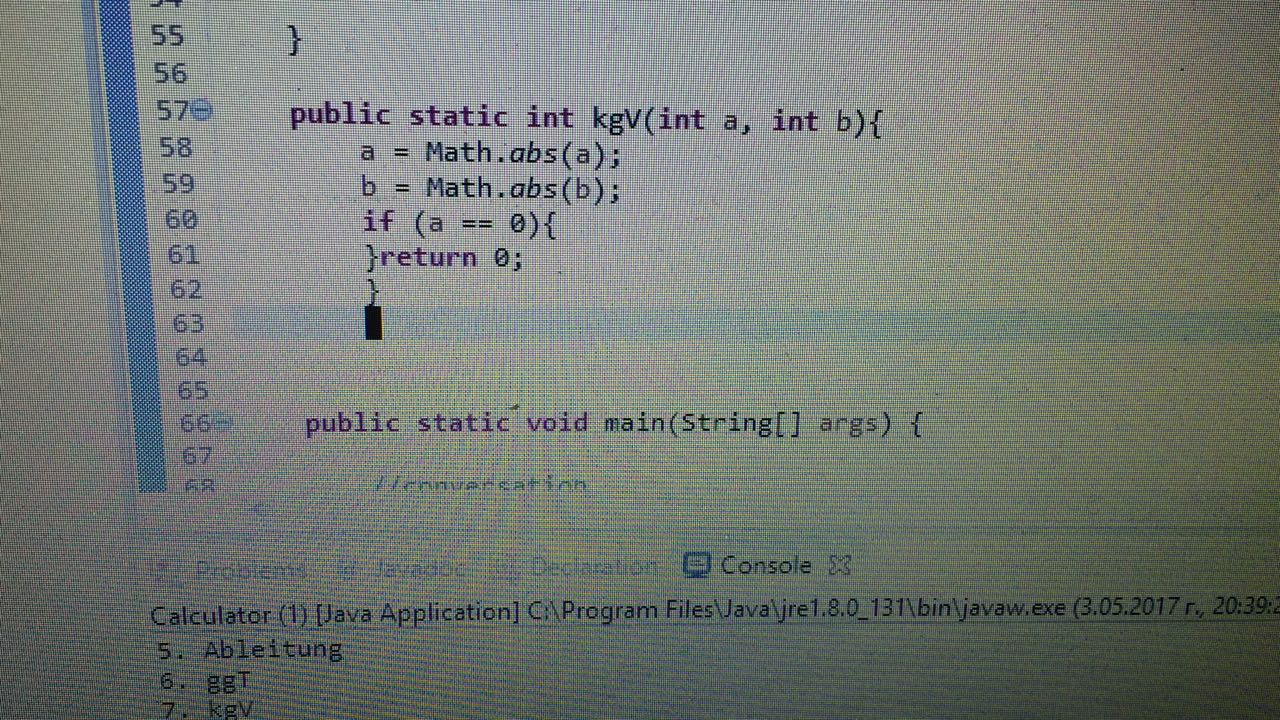 55 }
56
57 public static int kgV(int a, int b){
58 a = Math.abs(a);
59 b = Math.abs(b);
60 if (a == 0){
61 }return 0;
62 }
63
64
65
66 public static void main(String[] args) {
67
68 //conversation
Problems Javadoc Declaration Console
Calculator (1) [Java Application] C:\Program Files\Java\jre1.8.0_131\bin\javaw.exe (3.05.2017 г., 20:39:
5. Ableitung
6. ggT
7. kgV